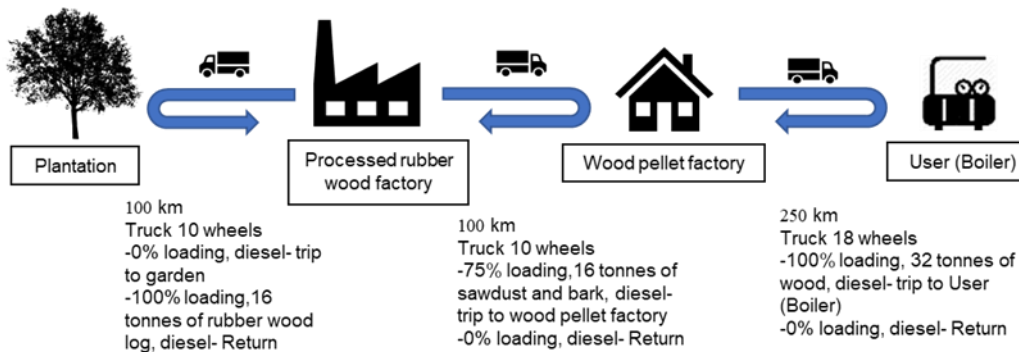 Plantation
Processed rubber
wood factory
Wood pellet factory
User (Boiler)
100 km
Truck 10 wheels
-0% loading, diesel- trip
to garden
-100% loading,16
tonnes of rubber wood
log, diesel- Return
100 km
Truck 10 wheels
-75% loading,16 tonnes of
sawdust and bark, diesel-
trip to wood pellet factory
-0% loading, diesel- Return
250 km
Truck 18 wheels
-100% loading, 32 tonnes of
wood, diesel- trip to User
(Boiler)
-0% loading, diesel- Return